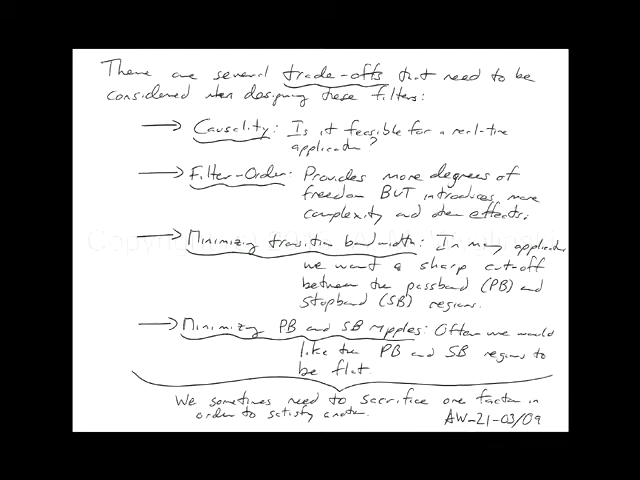 There are several trade-offs that need to be
considered when designing these filters:
→ Causality: Is it feasible for a real-time
application?
→ Filter-Order: Provides more degrees of
freedom BUT introduces more
complexity and other effects.
→ Minimizing transition bandwidth: In many applications
we want a sharp cut-off
between the passband (PB) and
stopband (SB) regions.
→ Minimizing PB and SB ripples: Often we would
like the PB and SB regions to
be flat.
We sometimes need to sacrifice one factor in
order to satisfy another.
AW-21-03/09